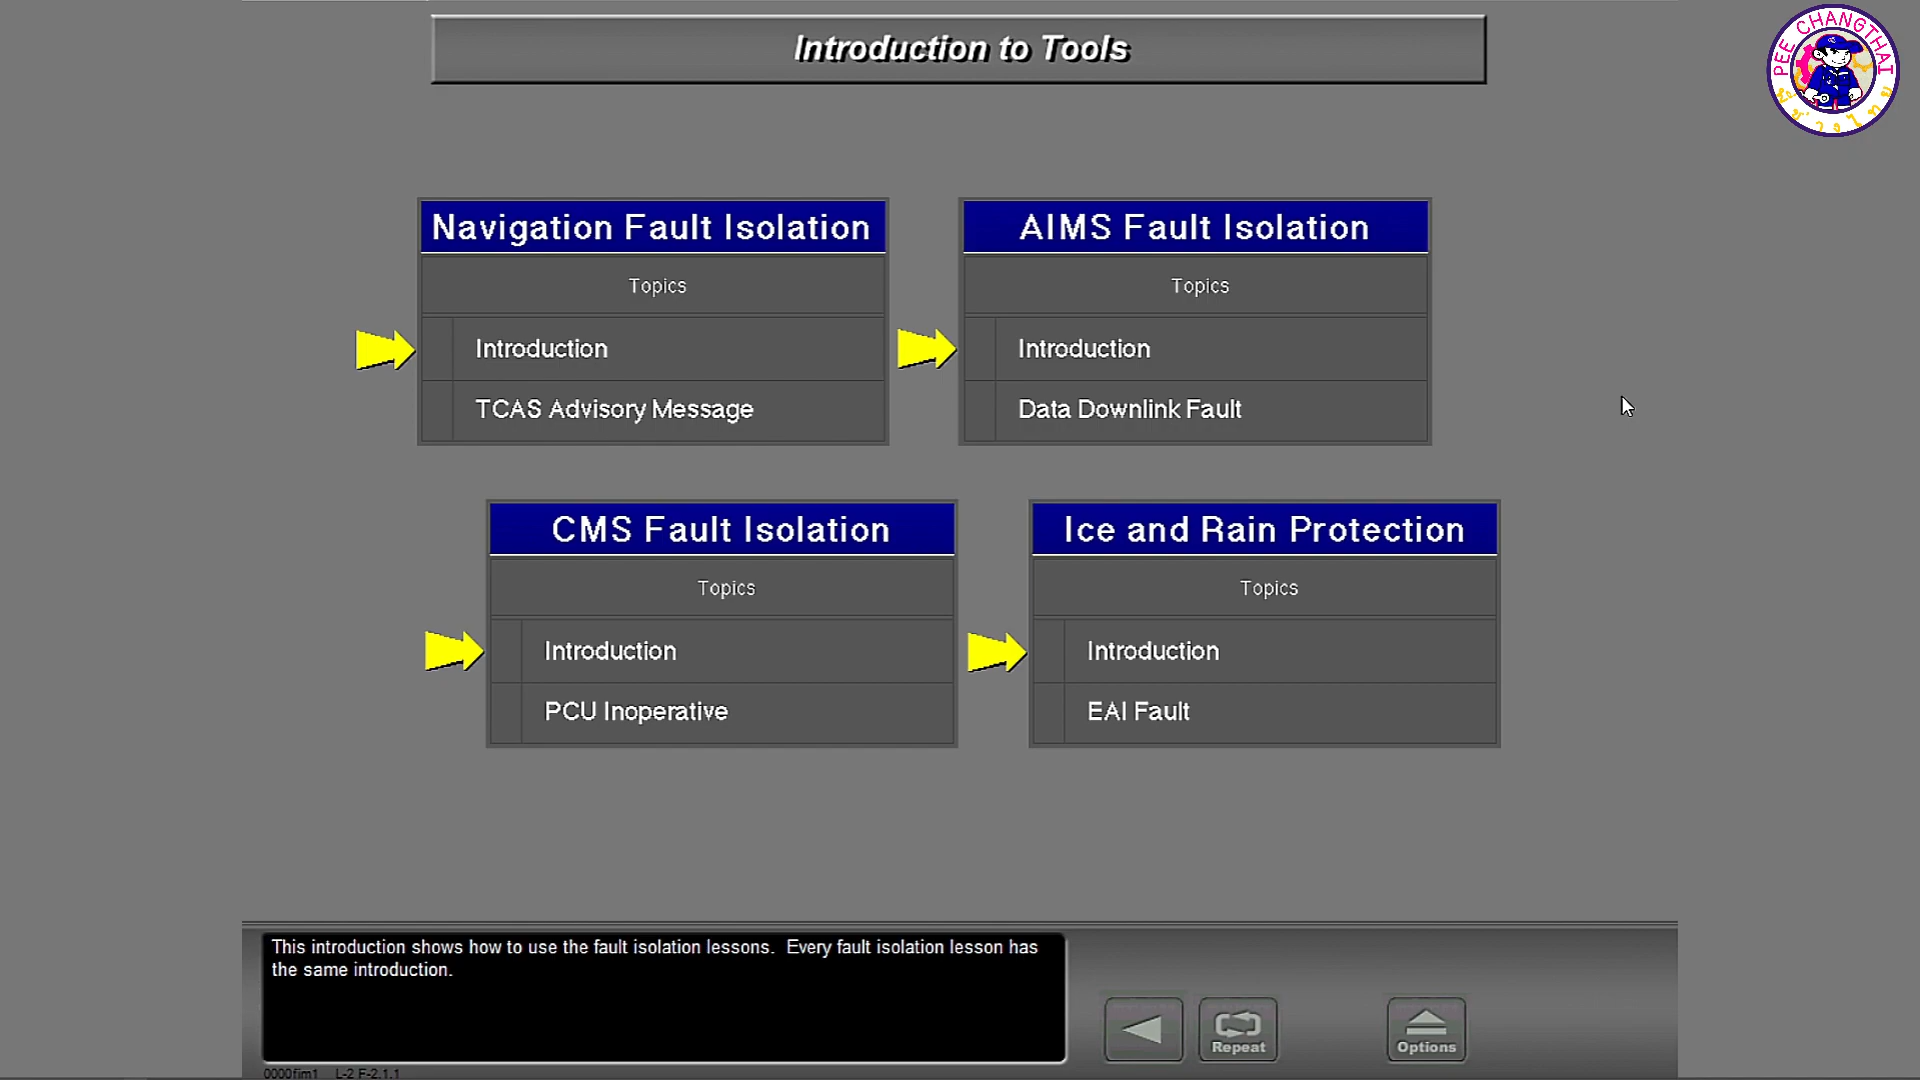 Introduction to Tools
PEE CHANGTHAI
Navigation Fault Isolation
Topics
Introduction
TCAS Advisory Message
AIMS Fault Isolation
Topics
Introduction
Data Downlink Fault
CMS Fault Isolation
Topics
Introduction
PCU Inoperative
Ice and Rain Protection
Topics
Introduction
EAI Fault
This introduction shows how to use the fault isolation lessons. Every fault isolation lesson has
the same introduction.
Repeat
Options
0000fim1 L-2 F-2.1.1